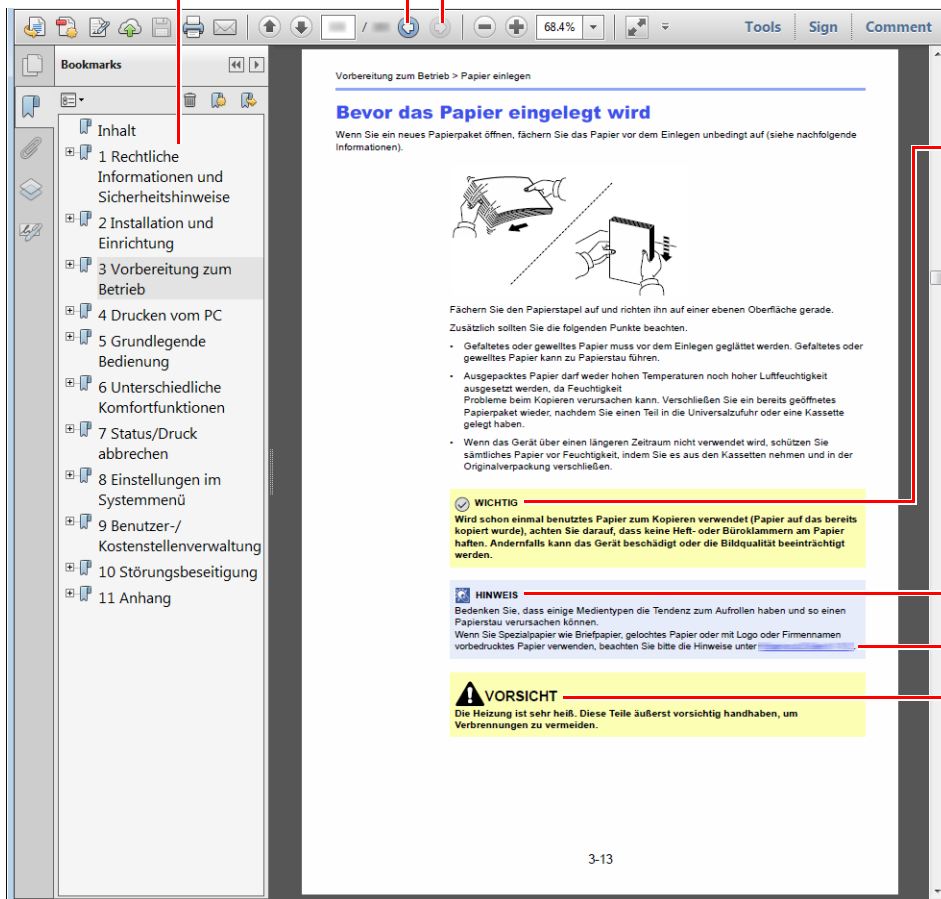 / 68.4% Tools Sign Comment
Bookmarks
Inhalt
1 Rechtliche
Informationen und
Sicherheitshinweise
2 Installation und
Einrichtung
3 Vorbereitung zum
Betrieb
4 Drucken vom PC
5 Grundlegende
Bedienung
6 Unterschiedliche
Komfortfunktionen
7 Status/Druck
abbrechen
8 Einstellungen im
Systemmenü
9 Benutzer-/
Kostenstellenverwaltung
10 Störungsbeseitigung
11 Anhang
Vorbereitung zum Betrieb > Papier einlegen
Bevor das Papier eingelegt wird
Wenn Sie ein neues Papierpaket öffnen, fächern Sie das Papier vor dem Einlegen unbedingt auf (siehe nachfolgende
Informationen).
Fächern Sie den Papierstapel auf und richten ihn auf einer ebenen Oberfläche gerade.
Zusätzlich sollten Sie die folgenden Punkte beachten.
• Gefaltetes oder gewelltes Papier muss vor dem Einlegen geglättet werden. Gefaltetes oder
gewelltes Papier kann zu Papierstau führen.
• Ausgepacktes Papier darf weder hohen Temperaturen noch hoher Luftfeuchtigkeit
ausgesetzt werden, da Feuchtigkeit
Probleme beim Kopieren verursachen kann. Verschließen Sie ein bereits geöffnetes
Papierpaket wieder, nachdem Sie einen Teil in die Universalzufuhr oder eine Kassette
gelegt haben.
• Wenn das Gerät über einen längeren Zeitraum nicht verwendet wird, schützen Sie
sämtliches Papier vor Feuchtigkeit, indem Sie es aus den Kassetten nehmen und in der
Originalverpackung verschließen.
WICHTIG
Wird schon einmal benutztes Papier zum Kopieren verwendet (Papier auf das bereits
kopiert wurde), achten Sie darauf, dass keine Heft- oder Büroklammern am Papier
haften. Andernfalls kann das Gerät beschädigt oder die Bildqualität beeinträchtigt
werden.
HINWEIS
Bedenken Sie, dass einige Medientypen die Tendenz zum Aufrollen haben und so einen
Papierstau verursachen können.
Wenn Sie Spezialpapier wie Briefpapier, gelochtes Papier oder mit Logo oder Firmennamen
vorbedrucktes Papier verwenden, beachten Sie bitte die Hinweise unter
VORSICHT
Die Heizung ist sehr heiß. Diese Teile äußerst vorsichtig handhaben, um
Verbrennungen zu vermeiden.
3-13